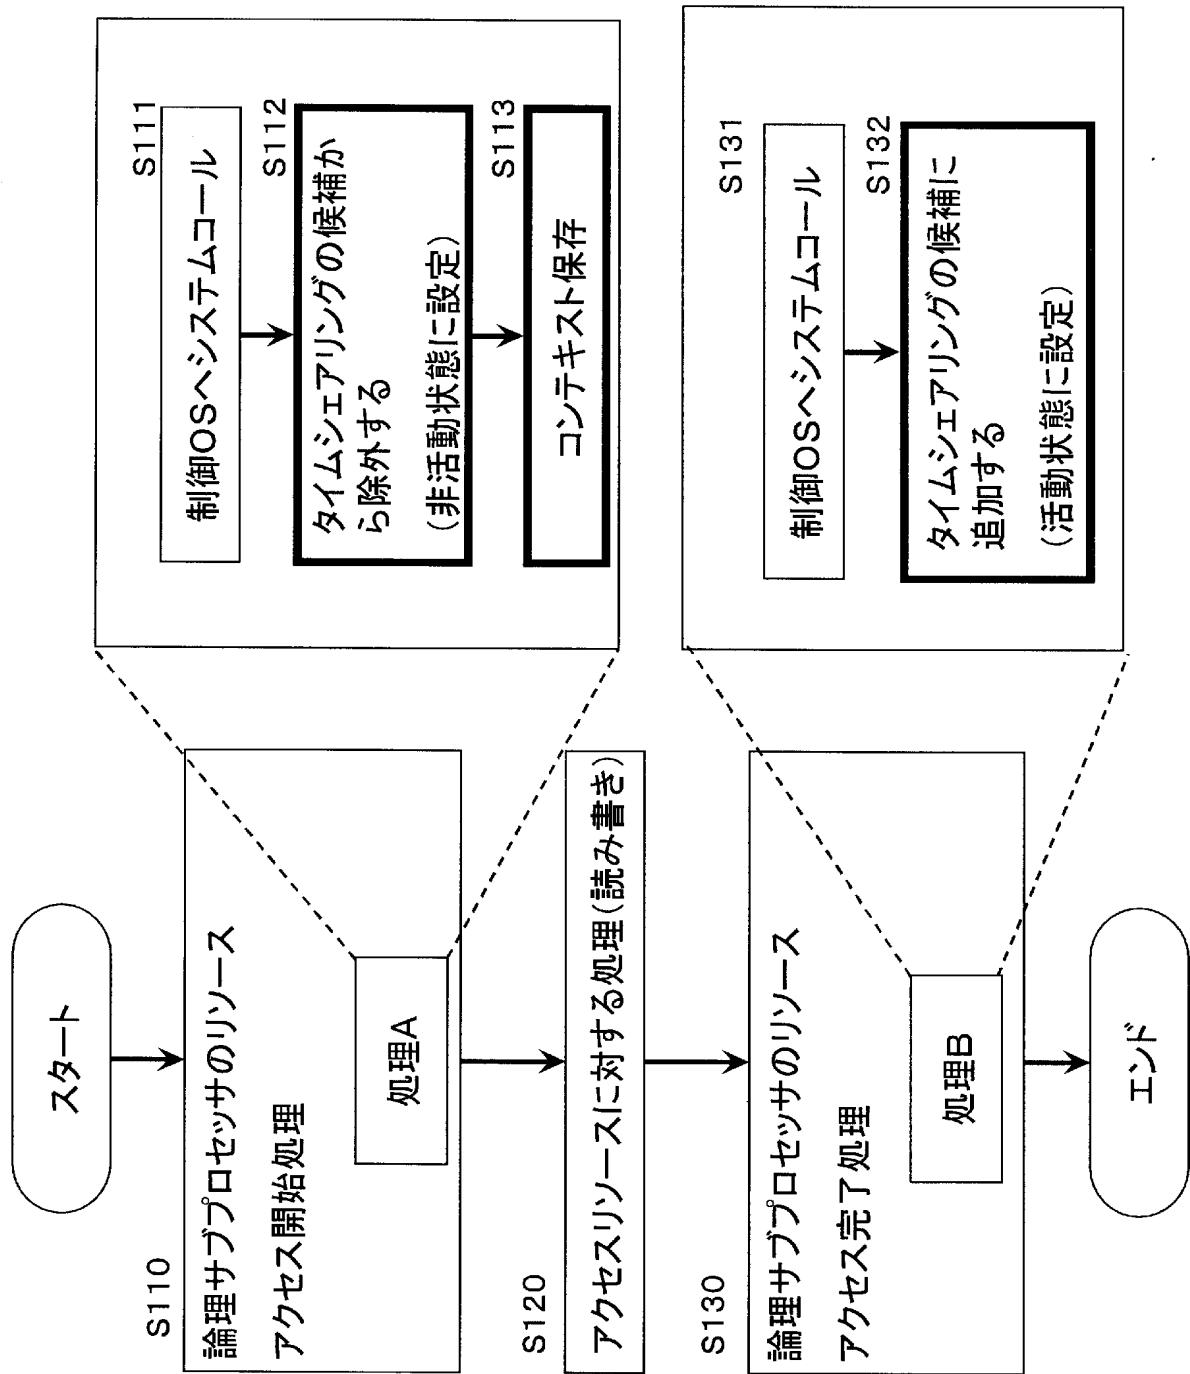 スタート
S110
論理サブプロセッサのリソース
アクセス開始処理
処理A
S120
アクセスリソースに対する処理(読み書き)
S130
論理サブプロセッサのリソース
アクセス完了処理
処理B
エンド
S111
制御OSへシステムコール
S112
タイムシェアリングの候補か
ら除外する
(非活動状態に設定)
S113
コンテキスト保存
S131
制御OSへシステムコール
S132
タイムシェアリングの候補に
追加する
(活動状態に設定)